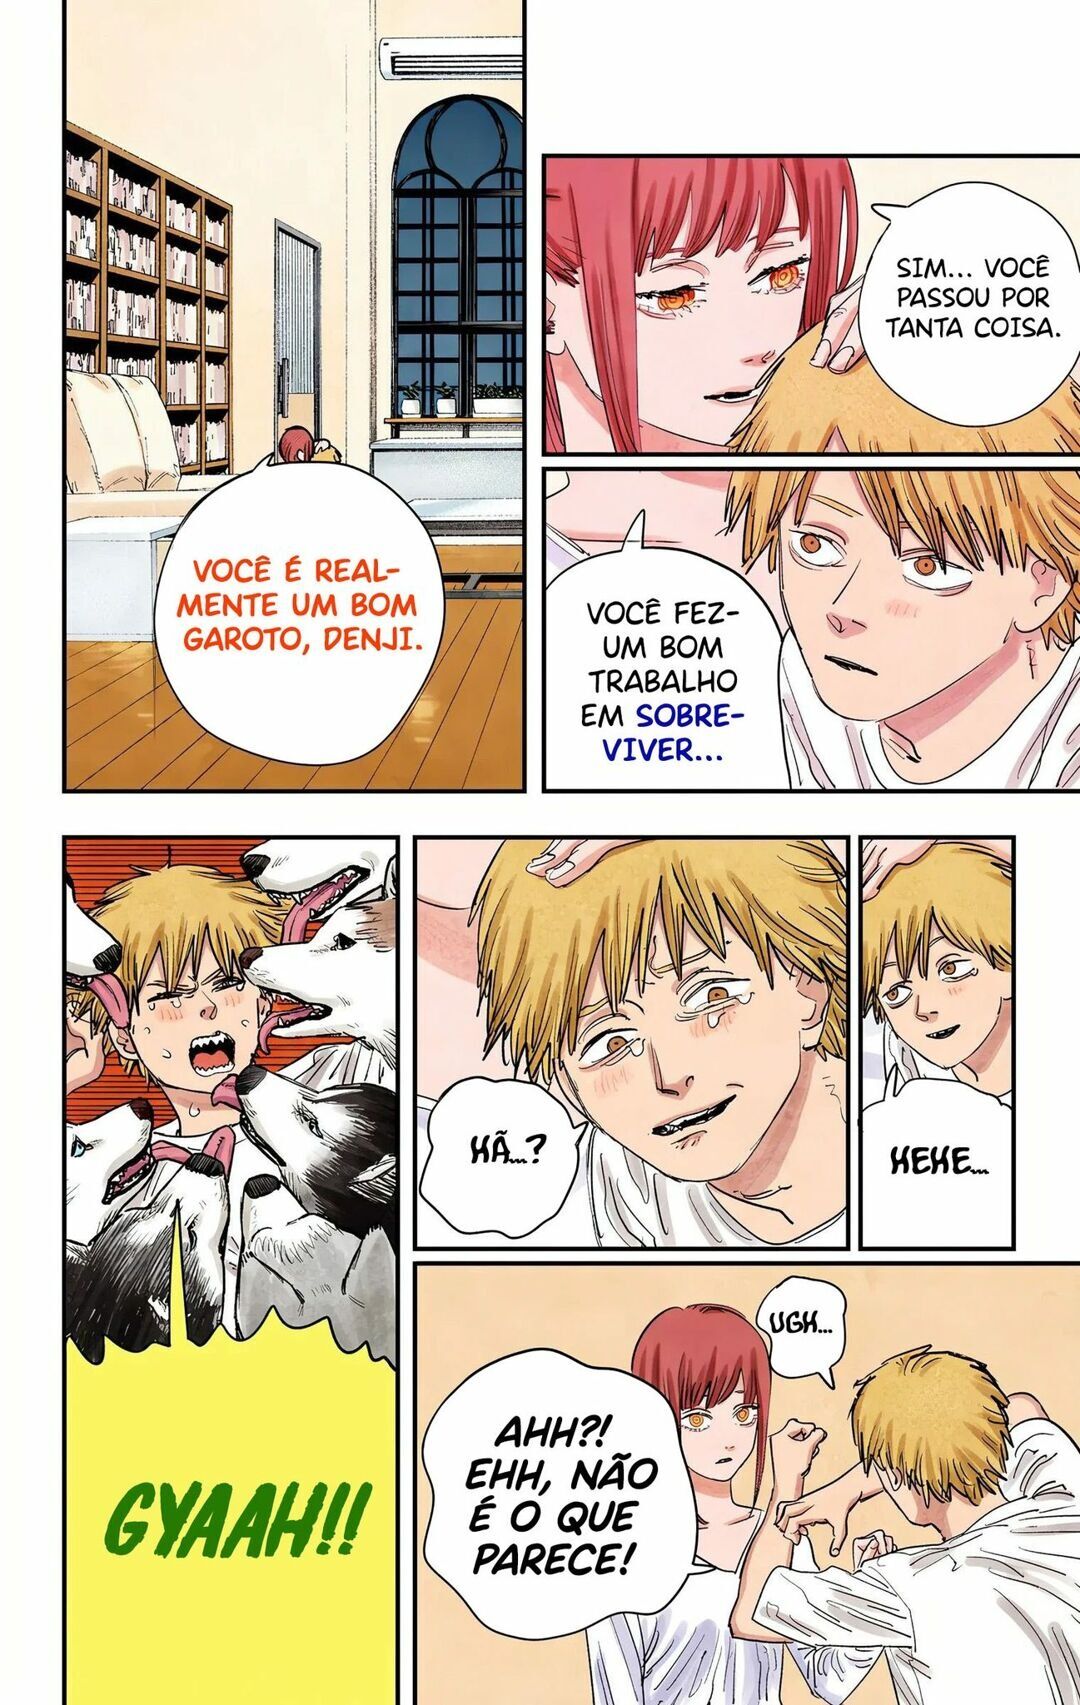 SIM... VOCÊ
PASSOU POR
TANTA COISA.
VOCÊ FEZ-
UM BOM
TRABALHO
EM SOBRE-
VIVER...
VOCÊ É REAL-
MENTE UM BOM
GAROTO, DENJI.
HEHE...
HÃ...?
GYAAH!!
UGH...
AHH?!
EHH, NÃO
É O QUE
PARECE!